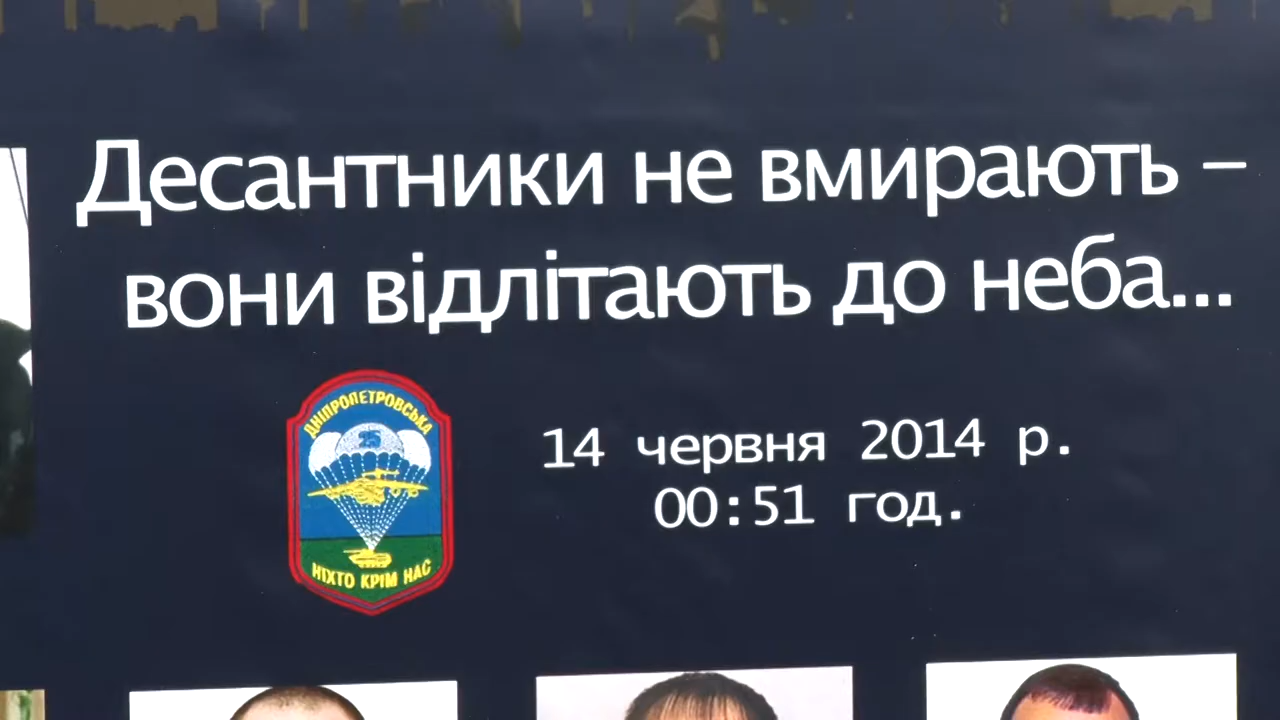 Десантники не вмирають –
вони відлітають до неба...
ДНІПРОПЕТРОВСЬКА
25
НІХТО КРІМ НАС
14 червня 2014 р.
00:51 год.